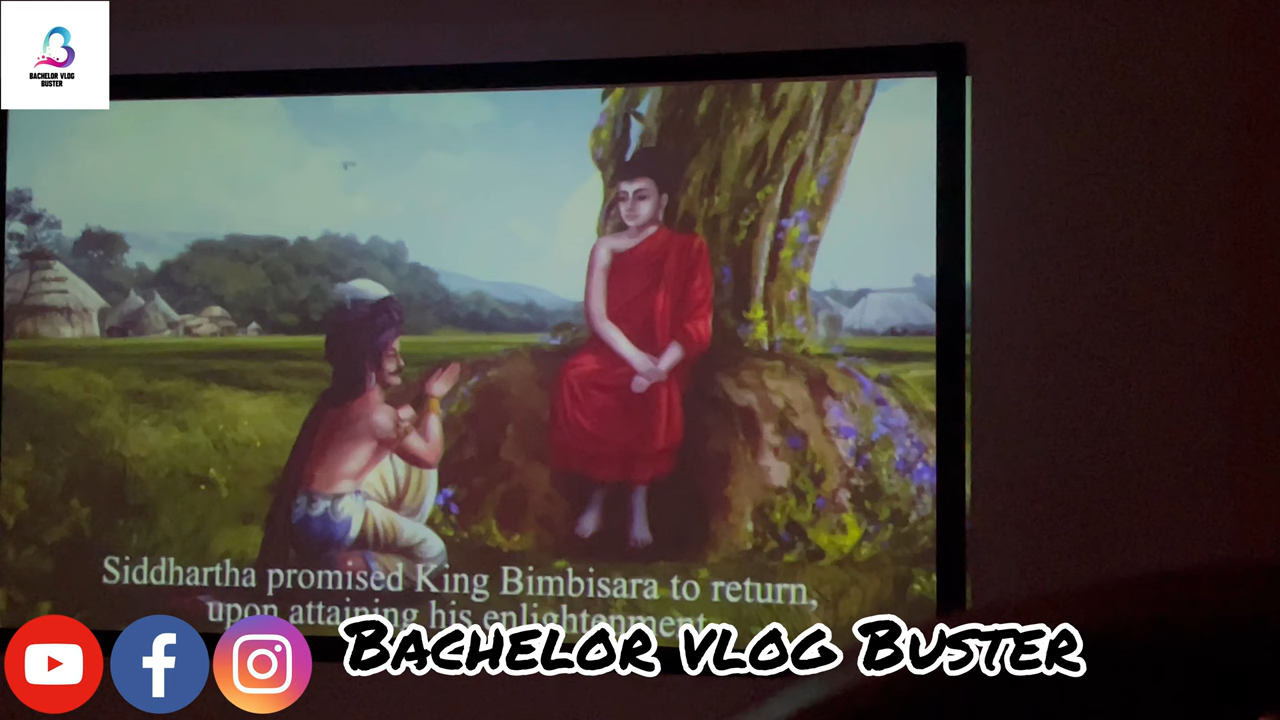 BACHELOR VLOG
BUSTER
Siddhartha promised King Bimbisara to return,
upon attaining his enlightenment
BACHELOR VLOG BUSTER